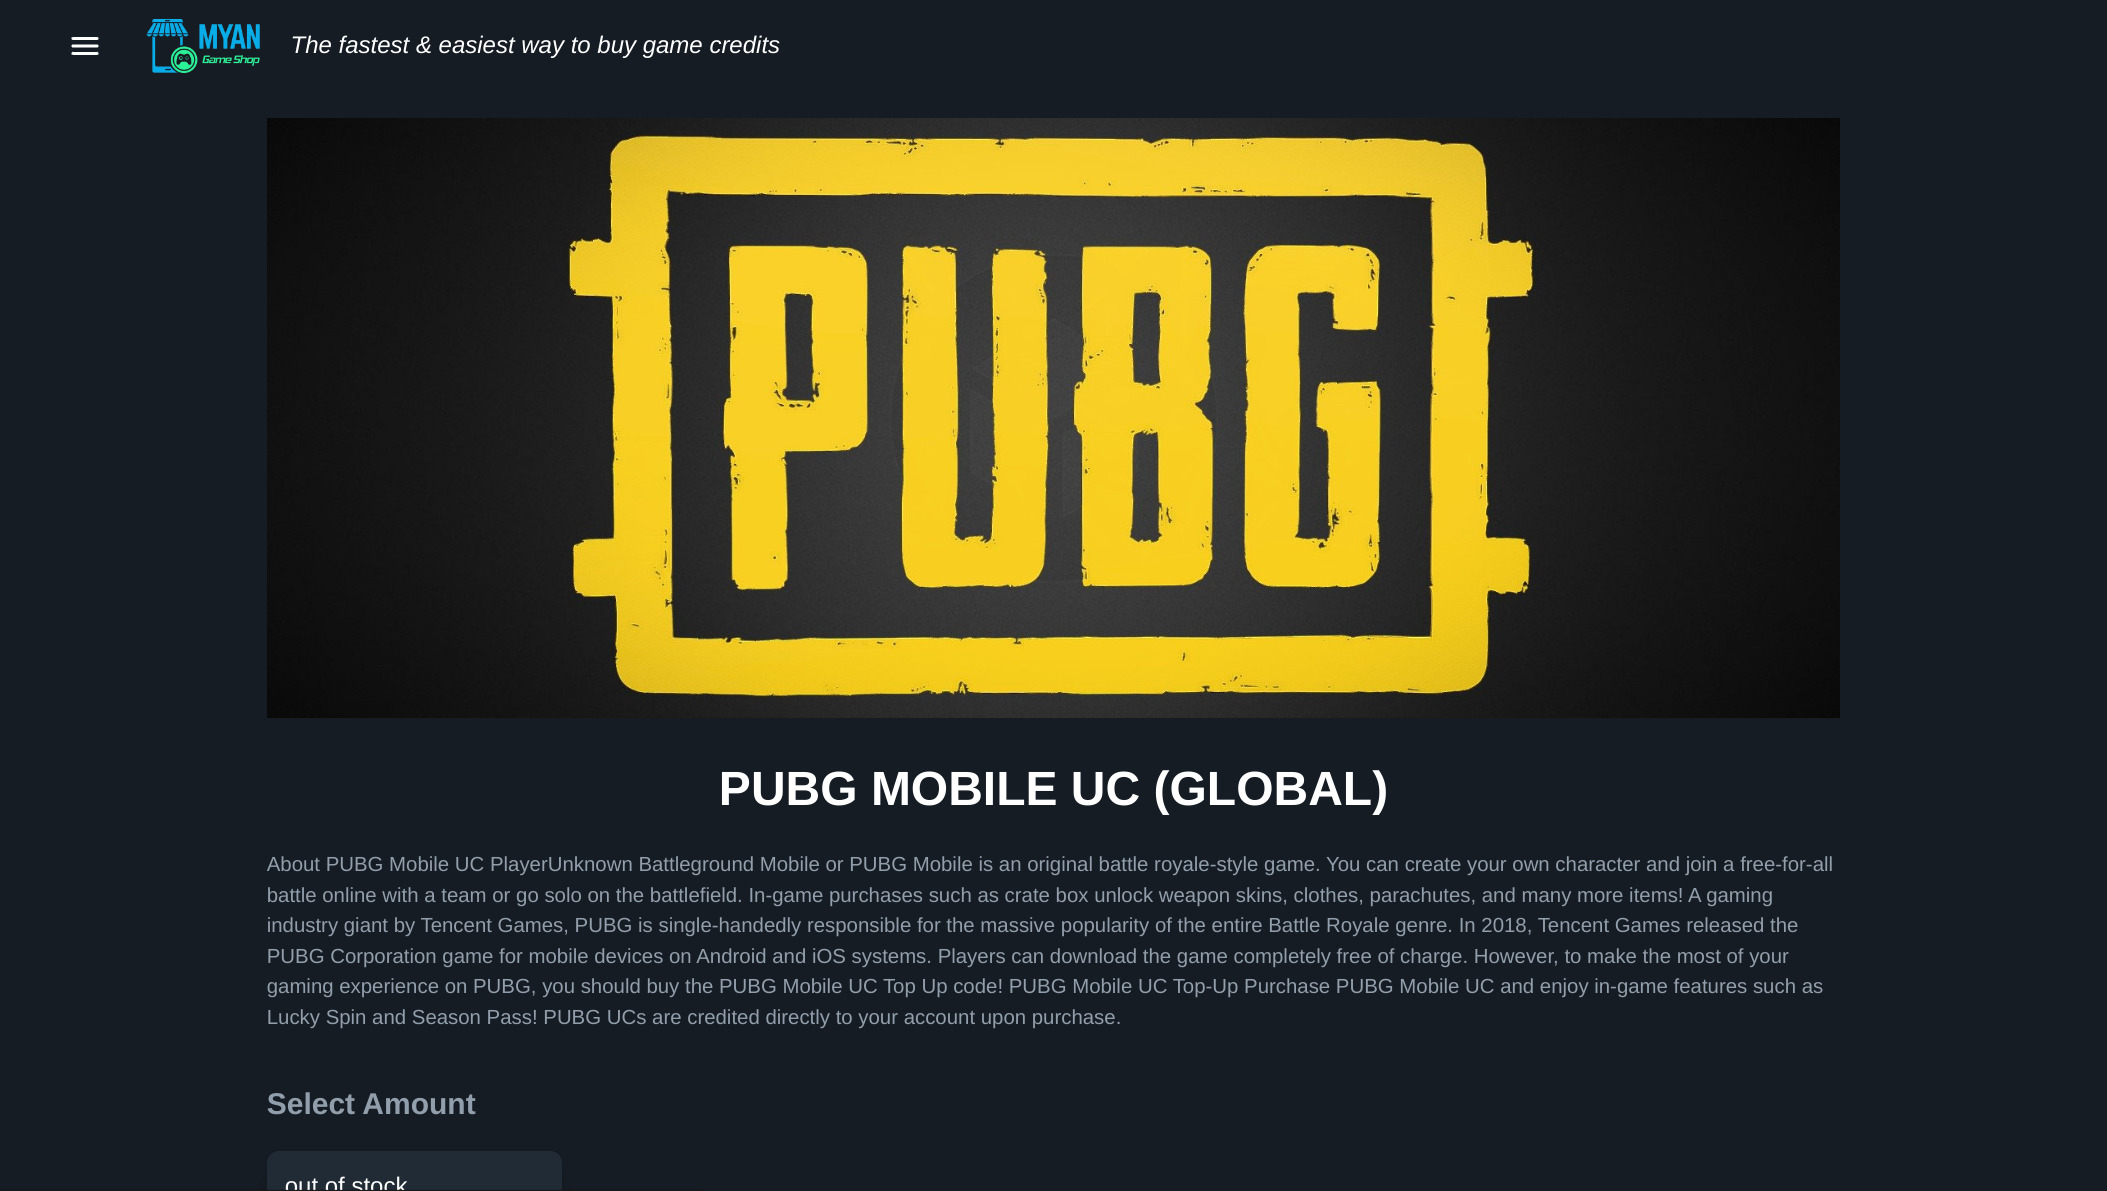 MYAN
Game Shop
The fastest & easiest way to buy game credits
PUBG
PUBG MOBILE UC (GLOBAL)
About PUBG Mobile UC PlayerUnknown Battleground Mobile or PUBG Mobile is an original battle royale-style game. You can create your own character and join a free-for-all
battle online with a team or go solo on the battlefield. In-game purchases such as crate box unlock weapon skins, clothes, parachutes, and many more items! A gaming
industry giant by Tencent Games, PUBG is single-handedly responsible for the massive popularity of the entire Battle Royale genre. In 2018, Tencent Games released the
PUBG Corporation game for mobile devices on Android and iOS systems. Players can download the game completely free of charge. However, to make the most of your
gaming experience on PUBG, you should buy the PUBG Mobile UC Top Up code! PUBG Mobile UC Top-Up Purchase PUBG Mobile UC and enjoy in-game features such as
Lucky Spin and Season Pass! PUBG UCs are credited directly to your account upon purchase.
Select Amount
out of stock